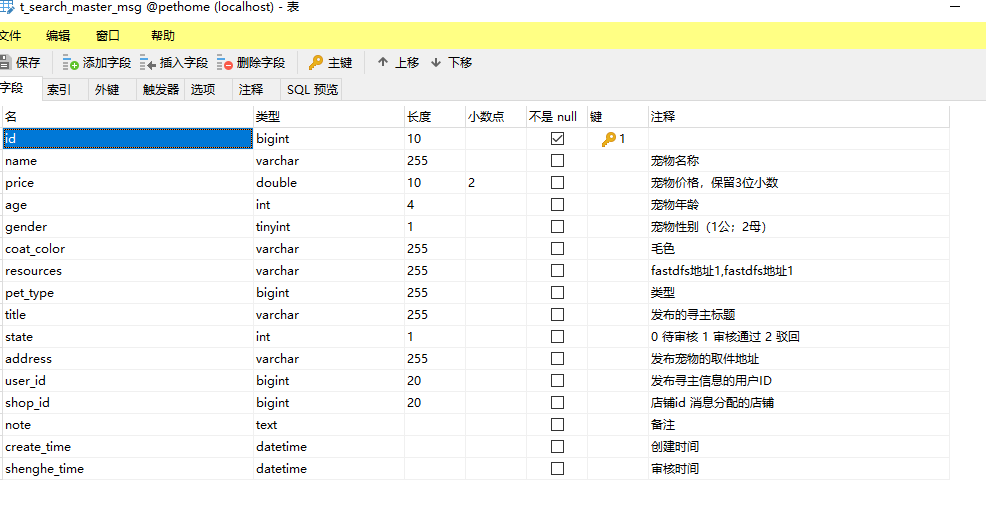 t_search_master_msg @pethome (localhost) - 表
文件 编辑 窗口 帮助
保存 添加字段 插入字段 删除字段 主键 上移 下移
字段 索引 外键 触发器 选项 注释 SQL 预览
名 类型 长度 小数点 不是 null 键 注释
id bigint 10 1
name varchar 255 宠物名称
price double 10 2 宠物价格，保留3位小数
age int 4 宠物年龄
gender tinyint 1 宠物性别（1公；2母）
coat_color varchar 255 毛色
resources varchar 255 fastdfs地址1,fastdfs地址1
pet_type bigint 255 类型
title varchar 255 发布的寻主标题
state int 1 0 待审核 1 审核通过 2 驳回
address varchar 255 发布宠物的取件地址
user_id bigint 20 发布寻主信息的用户ID
shop_id bigint 20 店铺id 消息分配的店铺
note text 备注
create_time datetime 创建时间
shenghe_time datetime 审核时间